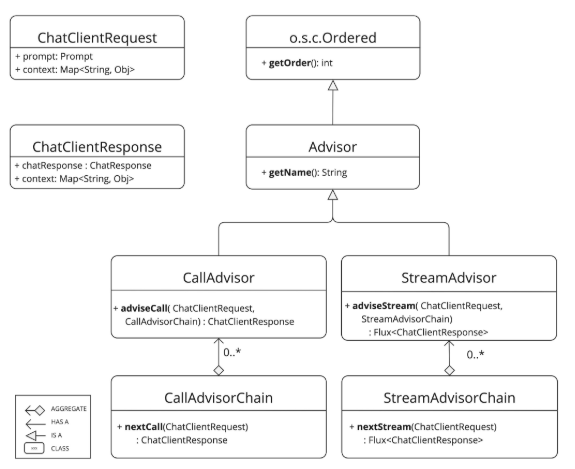 ChatClientRequest
+ prompt: Prompt
+ context: Map<String, Obj>
o.s.c.Ordered
+ getOrder(): int
ChatClientResponse
+ chatResponse : ChatResponse
+ context: Map<String, Obj>
Advisor
+ getName(): String
CallAdvisor
+ adviseCall( ChatClientRequest,
CallAdvisorChain) : ChatClientResponse
StreamAdvisor
+ adviseStream( ChatClientRequest,
StreamAdvisorChain)
: Flux<ChatClientResponse>
0..*
0..*
CallAdvisorChain
+ nextCall(ChatClientRequest)
: ChatClientResponse
StreamAdvisorChain
+ nextStream(ChatClientRequest)
: Flux<ChatClientResponse>
AGGREGATE
HAS A
IS A
CLASS